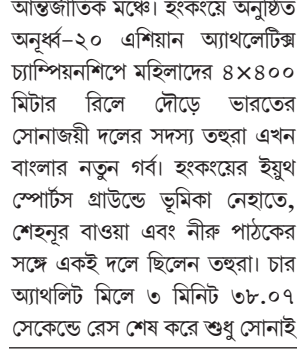 আন্তর্জাতিক মঞ্চে। হংকংয়ে অনুষ্ঠিত
অনূর্ধ্ব-২০ এশিয়ান অ্যাথলেটিক্স
চ্যাম্পিয়নশিপে মহিলাদের ৪×৪০০
মিটার রিলে দৌড়ে ভারতের
সোনাজয়ী দলের সদস্য তহুরা এখন
বাংলার নতুন গর্ব। হংকংয়ের ইয়ুথ
স্পোর্টস গ্রাউন্ডে ভূমিকা নেহাতে,
শেহনূর বাওয়া এবং নীরু পাঠকের
সঙ্গে একই দলে ছিলেন তহুরা। চার
অ্যাথলিট মিলে ৩ মিনিট ৩৮.০৭
সেকেন্ডে রেস শেষ করে শুধু সোনাই